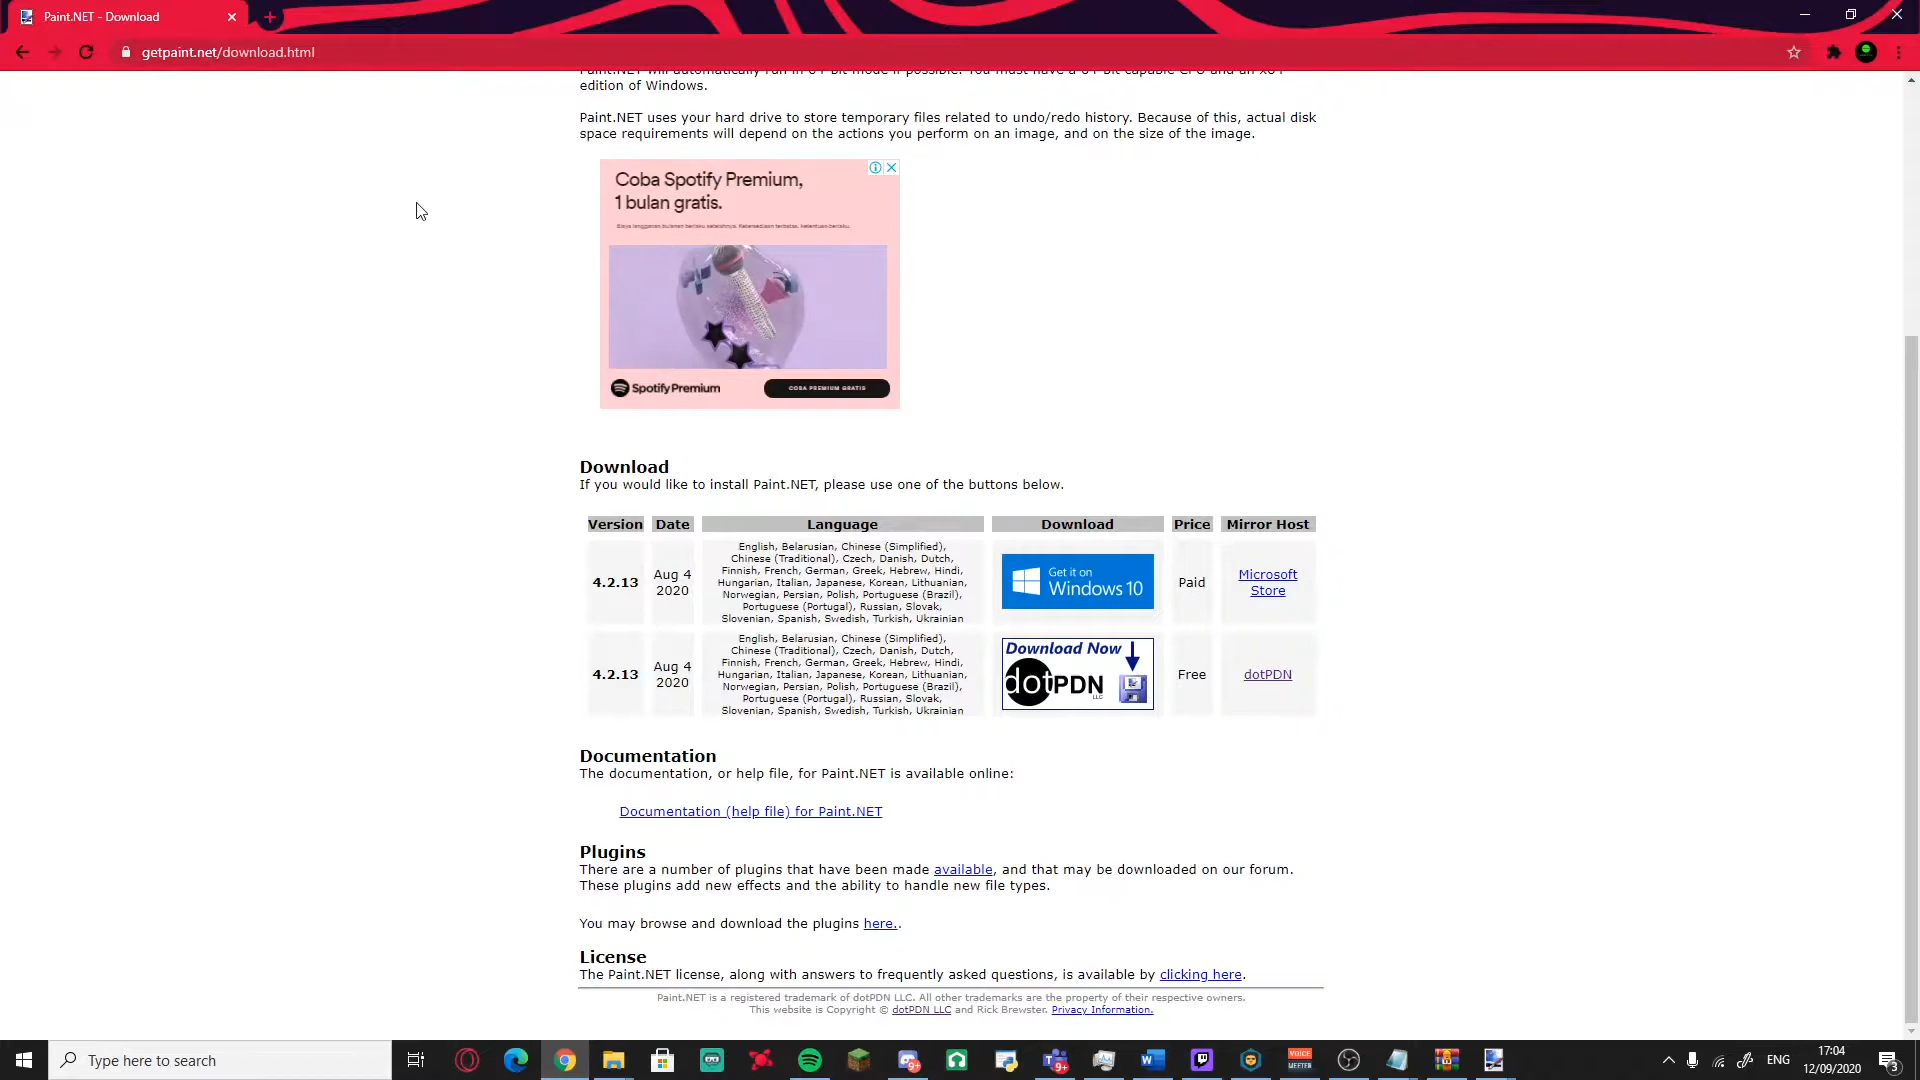 Paint.NET - Download
getpaint.net/download.html
edition of Windows.
Paint.NET uses your hard drive to store temporary files related to undo/redo history. Because of this, actual disk
space requirements will depend on the actions you perform on an image, and on the size of the image.
Coba Spotify Premium,
1 bulan gratis.
Spotify Premium
COBA PREMIUM GRATIS
Download
If you would like to install Paint.NET, please use one of the buttons below.
Version Date Language Download Price Mirror Host
English, Belarusian, Chinese (Simplified),
Chinese (Traditional), Czech, Danish, Dutch,
Finnish, French, German, Greek, Hebrew, Hindi,
Hungarian, Italian, Japanese, Korean, Lithuanian,
Norwegian, Persian, Polish, Portuguese (Brazil),
Portuguese (Portugal), Russian, Slovak,
Slovenian, Spanish, Swedish, Turkish, Ukrainian
4.2.13
Aug 4
2020
Get it on
Windows 10
Paid
Microsoft
Store
English, Belarusian, Chinese (Simplified),
Chinese (Traditional), Czech, Danish, Dutch,
Finnish, French, German, Greek, Hebrew, Hindi,
Hungarian, Italian, Japanese, Korean, Lithuanian,
Norwegian, Persian, Polish, Portuguese (Brazil),
Portuguese (Portugal), Russian, Slovak,
Slovenian, Spanish, Swedish, Turkish, Ukrainian
4.2.13
Aug 4
2020
Download Now
dotPDN
LLC
Free
dotPDN
Documentation
The documentation, or help file, for Paint.NET is available online:
Documentation (help file) for Paint.NET
Plugins
There are a number of plugins that have been made available, and that may be downloaded on our forum.
These plugins add new effects and the ability to handle new file types.
You may browse and download the plugins here..
License
The Paint.NET license, along with answers to frequently asked questions, is available by clicking here.
Paint.NET is a registered trademark of dotPDN LLC. All other trademarks are the property of their respective owners.
This website is Copyright © dotPDN LLC and Rick Brewster. Privacy Information.
Type here to search
9+
9+
VOICE
MEETER
ENG
17:04
12/09/2020
3